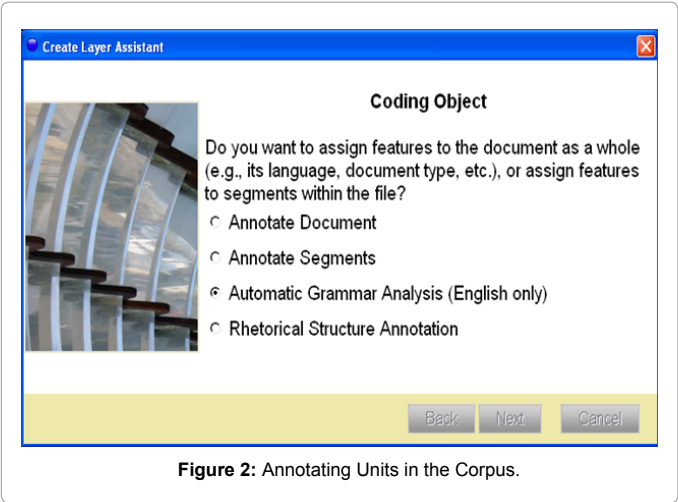 Create Layer Assistant
Coding Object
Do you want to assign features to the document as a whole
(e.g., its language, document type, etc.), or assign features
to segments within the file?
Annotate Document
Annotate Segments
Automatic Grammar Analysis (English only)
Rhetorical Structure Annotation
Back Next Cancel
Figure 2: Annotating Units in the Corpus.